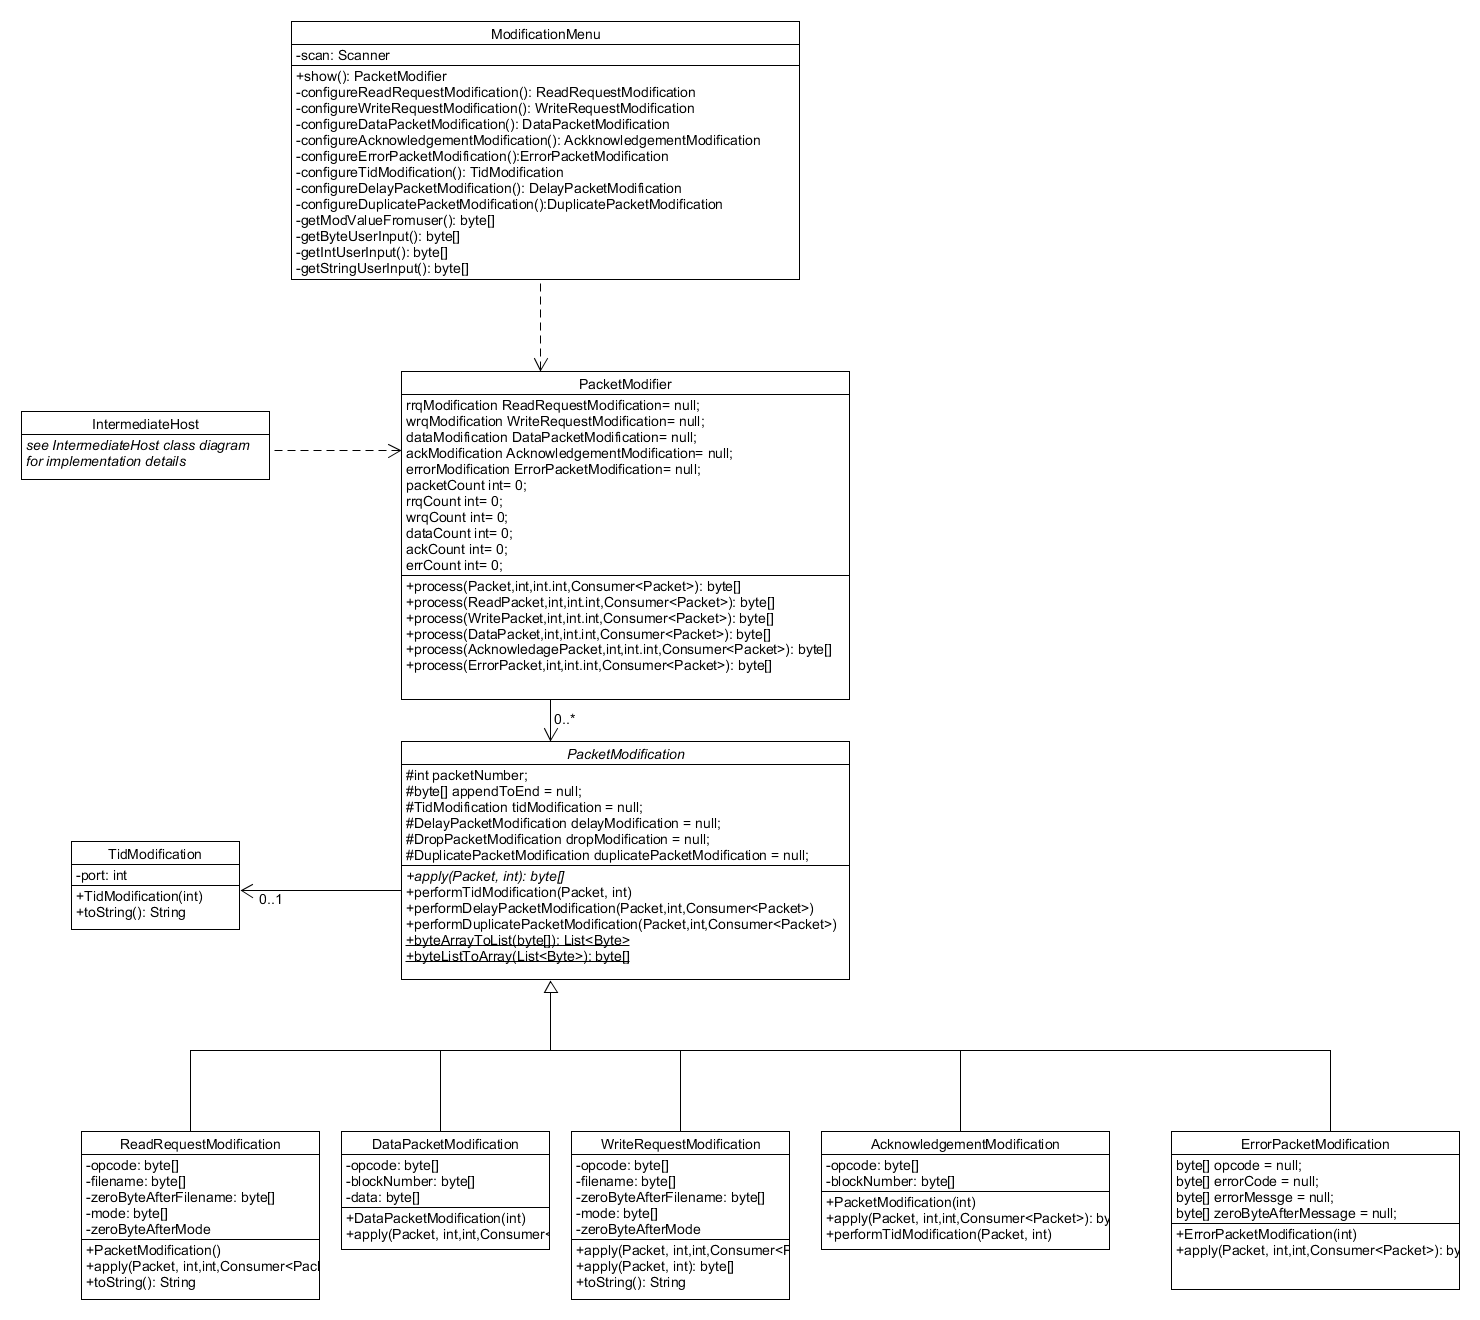 ModificationMenu
-scan: Scanner
+show(): PacketModifier
-configureReadRequestModification(): ReadRequestModification
-configureWriteRequestModification(): WriteRequestModification
-configureDataPacketModification(): DataPacketModification
-configureAcknowledgementModification(): AckknowledgementModification
-configureErrorPacketModification():ErrorPacketModification
-configureTidModification(): TidModification
-configureDelayPacketModification(): DelayPacketModification
-configureDuplicatePacketModification():DuplicatePacketModification
-getModValueFromuser(): byte[]
-getByteUserInput(): byte[]
-getIntUserInput(): byte[]
-getStringUserInput(): byte[]
IntermediateHost
see IntermediateHost class diagram
for implementation details
PacketModifier
rrqModification ReadRequestModification= null;
wrqModification WriteRequestModification= null;
dataModification DataPacketModification= null;
ackModification AcknowledgementModification= null;
errorModification ErrorPacketModification= null;
packetCount int= 0;
rrqCount int= 0;
wrqCount int= 0;
dataCount int= 0;
ackCount int= 0;
errCount int= 0;
+process(Packet,int,int.int,Consumer<Packet>): byte[]
+process(ReadPacket,int,int.int,Consumer<Packet>): byte[]
+process(WritePacket,int,int.int,Consumer<Packet>): byte[]
+process(DataPacket,int,int.int,Consumer<Packet>): byte[]
+process(AcknowledagePacket,int,int.int,Consumer<Packet>): byte[]
+process(ErrorPacket,int,int.int,Consumer<Packet>): byte[]
0..*
PacketModification
#int packetNumber;
#byte[] appendToEnd = null;
#TidModification tidModification = null;
#DelayPacketModification delayModification = null;
#DropPacketModification dropModification = null;
#DuplicatePacketModification duplicatePacketModification = null;
+apply(Packet, int): byte[]
+performTidModification(Packet, int)
+performDelayPacketModification(Packet,int,Consumer<Packet>)
+performDuplicatePacketModification(Packet,int,Consumer<Packet>)
+byteArrayToList(byte[]): List<Byte>
+byteListToArray(List<Byte>): byte[]
TidModification
-port: int
+TidModification(int)
+toString(): String
0..1
ReadRequestModification
-opcode: byte[]
-filename: byte[]
-zeroByteAfterFilename: byte[]
-mode: byte[]
-zeroByteAfterMode
+PacketModification()
+apply(Packet, int,int,Consumer<Pac
+toString(): String
DataPacketModification
-opcode: byte[]
-blockNumber: byte[]
-data: byte[]
+DataPacketModification(int)
+apply(Packet, int,int,Consumer<
WriteRequestModification
-opcode: byte[]
-filename: byte[]
-zeroByteAfterFilename: byte[]
-mode: byte[]
-zeroByteAfterMode
+apply(Packet, int,int,Consumer<P
+apply(Packet, int): byte[]
+toString(): String
AcknowledgementModification
-opcode: byte[]
-blockNumber: byte[]
+PacketModification(int)
+apply(Packet, int,int,Consumer<Packet>): by
+performTidModification(Packet, int)
ErrorPacketModification
byte[] opcode = null;
byte[] errorCode = null;
byte[] errorMessge = null;
byte[] zeroByteAfterMessage = null;
+ErrorPacketModification(int)
+apply(Packet, int,int,Consumer<Packet>): by